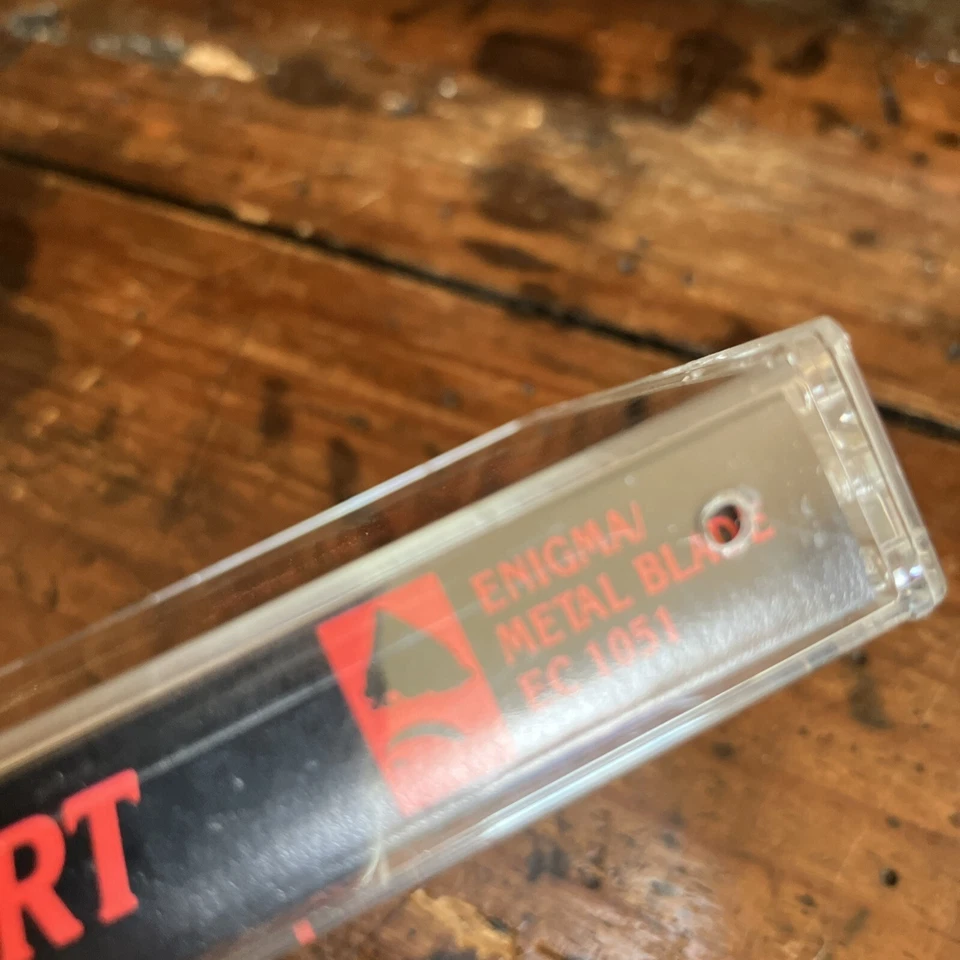 RT
ENIGMA/
METAL BLADE
EC 1051